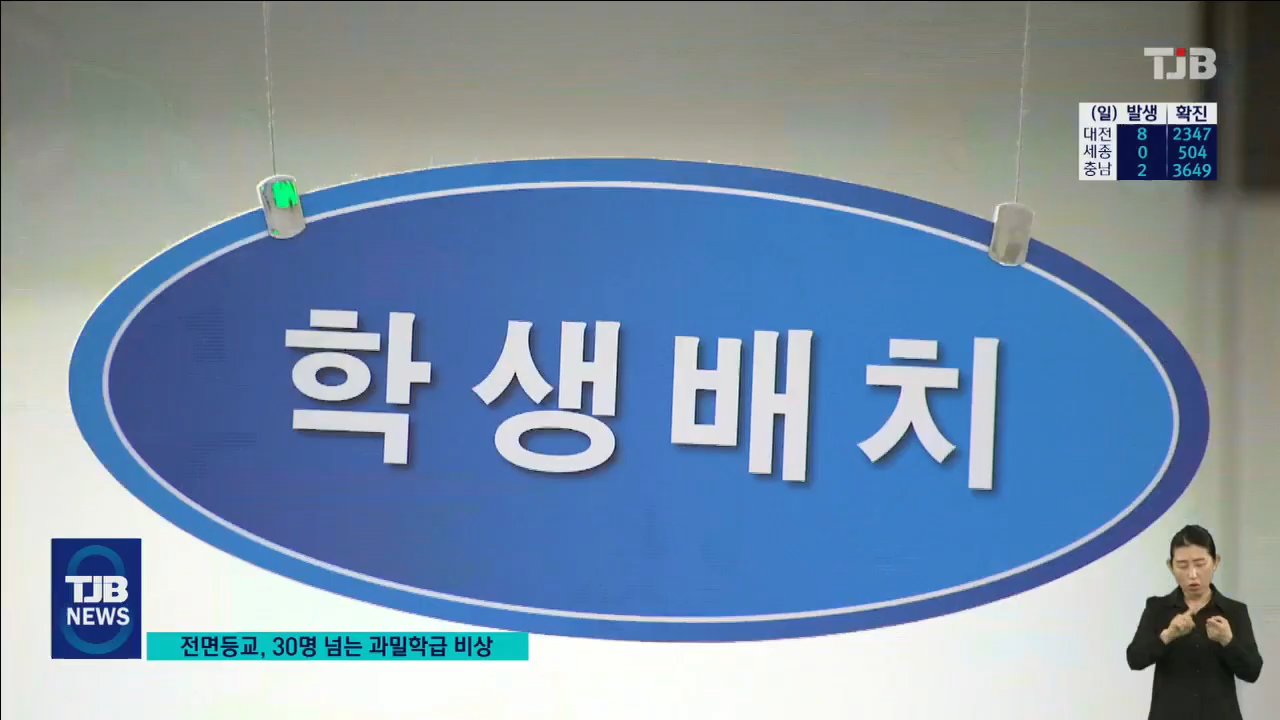 TJB
(일) 발생 확진
대전 8 2347
세종 0 504
충남 2 3649
학생배치
TJB
NEWS
전면등교, 30명 넘는 과밀학급 비상